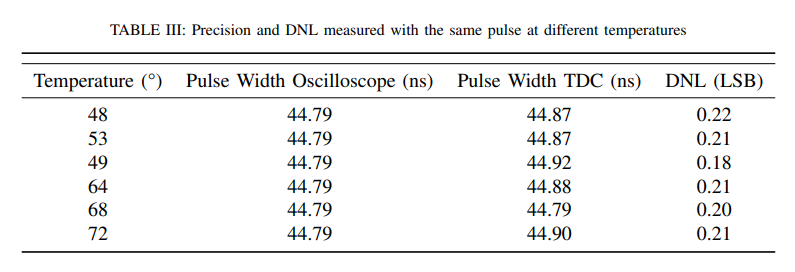 TABLE III: Precision and DNL measured with the same pulse at different temperatures
Temperature (°) Pulse Width Oscilloscope (ns) Pulse Width TDC (ns) DNL (LSB)
48 44.79 44.87 0.22
53 44.79 44.87 0.21
49 44.79 44.92 0.18
64 44.79 44.88 0.21
68 44.79 44.79 0.20
72 44.79 44.90 0.21